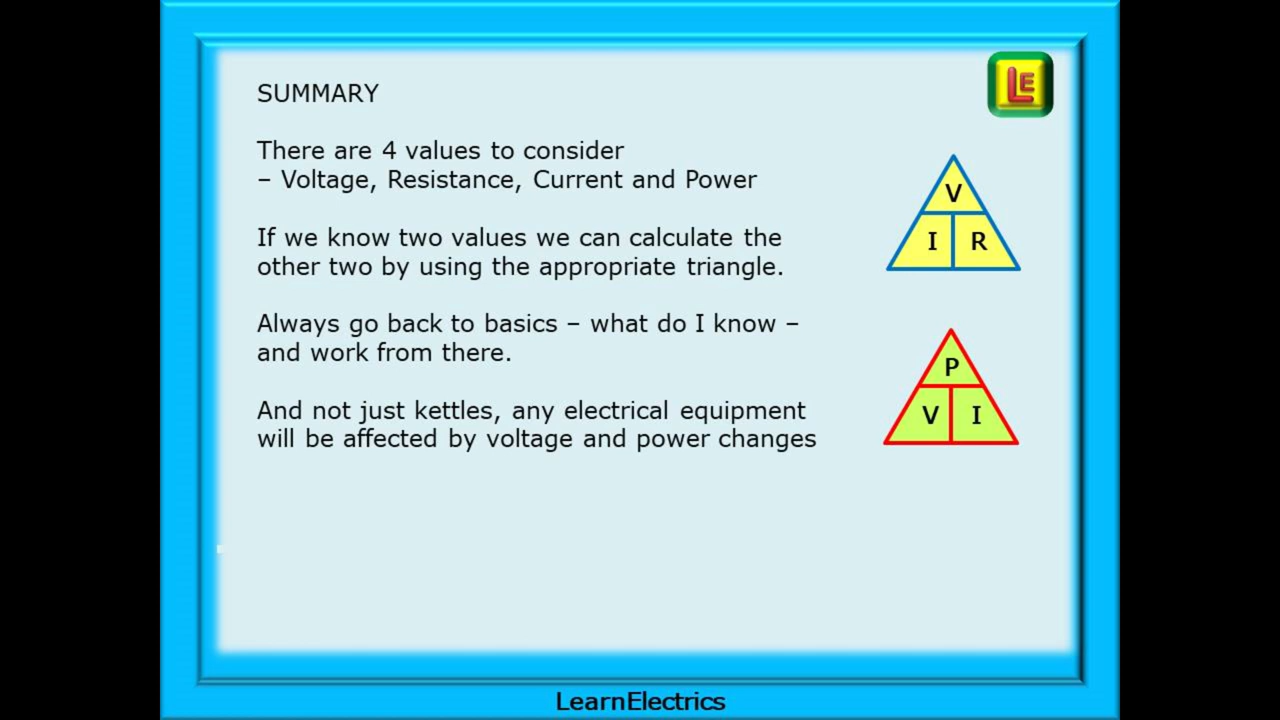 SUMMARY
LE
There are 4 values to consider
– Voltage, Resistance, Current and Power
V
I R
If we know two values we can calculate the
other two by using the appropriate triangle.
Always go back to basics – what do I know –
and work from there.
P
V I
And not just kettles, any electrical equipment
will be affected by voltage and power changes
LearnElectrics